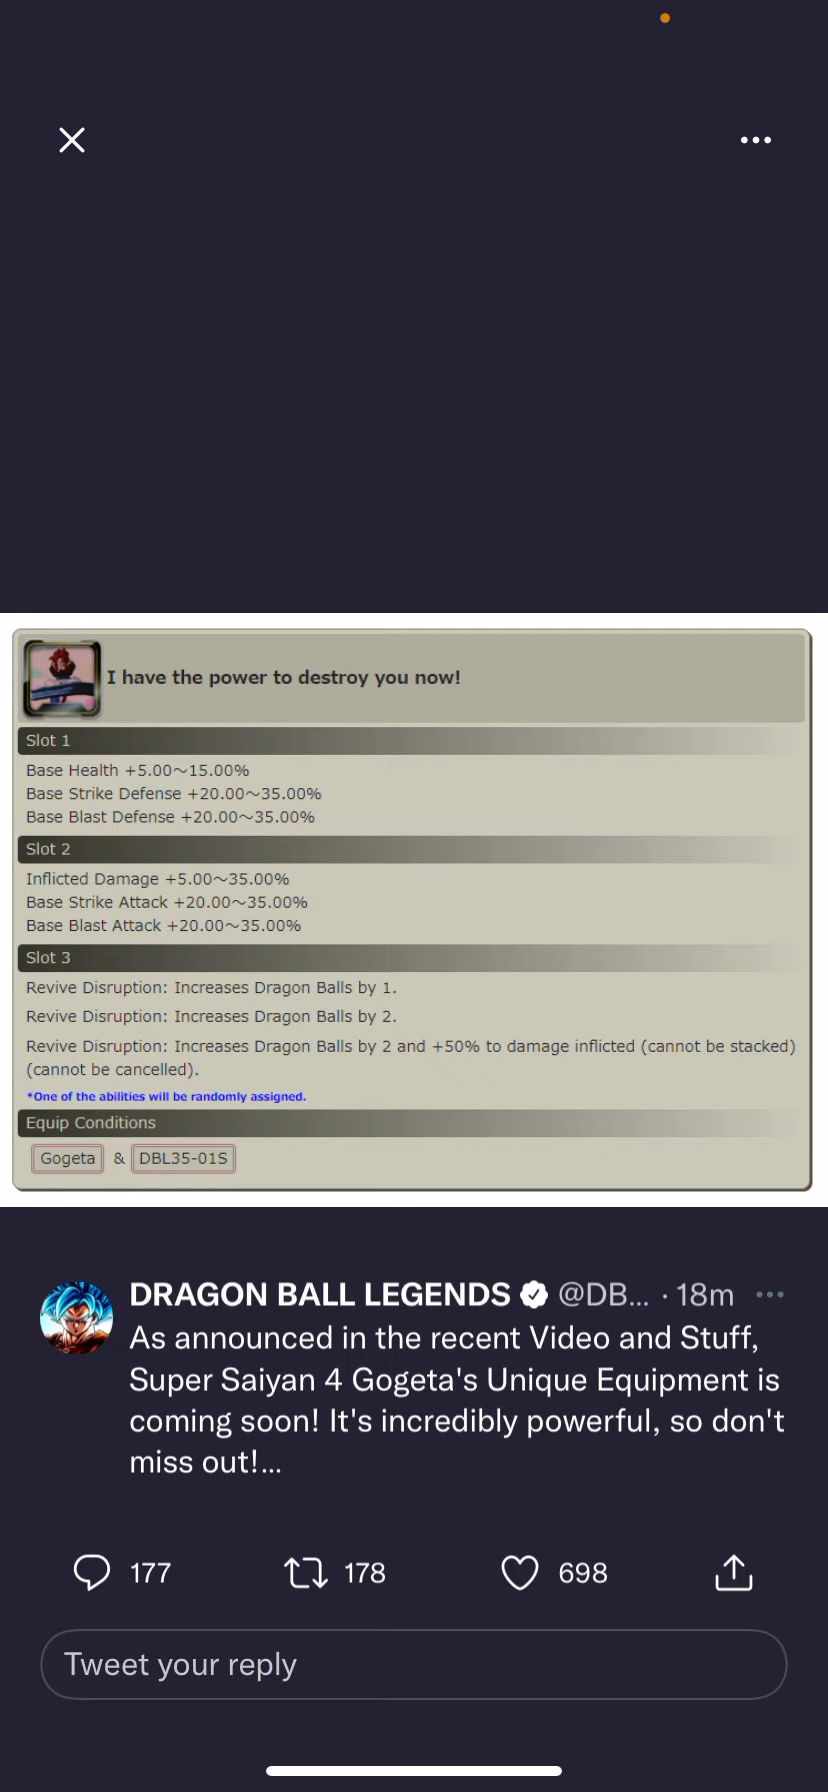 I have the power to destroy you now!
Slot 1
Base Health +5.00～15.00%
Base Strike Defense +20.00～35.00%
Base Blast Defense +20.00～35.00%
Slot 2
Inflicted Damage +5.00～35.00%
Base Strike Attack +20.00～35.00%
Base Blast Attack +20.00～35.00%
Slot 3
Revive Disruption: Increases Dragon Balls by 1.
Revive Disruption: Increases Dragon Balls by 2.
Revive Disruption: Increases Dragon Balls by 2 and +50% to damage inflicted (cannot be stacked)
(cannot be cancelled).
*One of the abilities will be randomly assigned.
Equip Conditions
Gogeta & DBL35-01S
DRAGON BALL LEGENDS @DB... · 18m
As announced in the recent Video and Stuff,
Super Saiyan 4 Gogeta's Unique Equipment is
coming soon! It's incredibly powerful, so don't
miss out!...
177 178 698
Tweet your reply